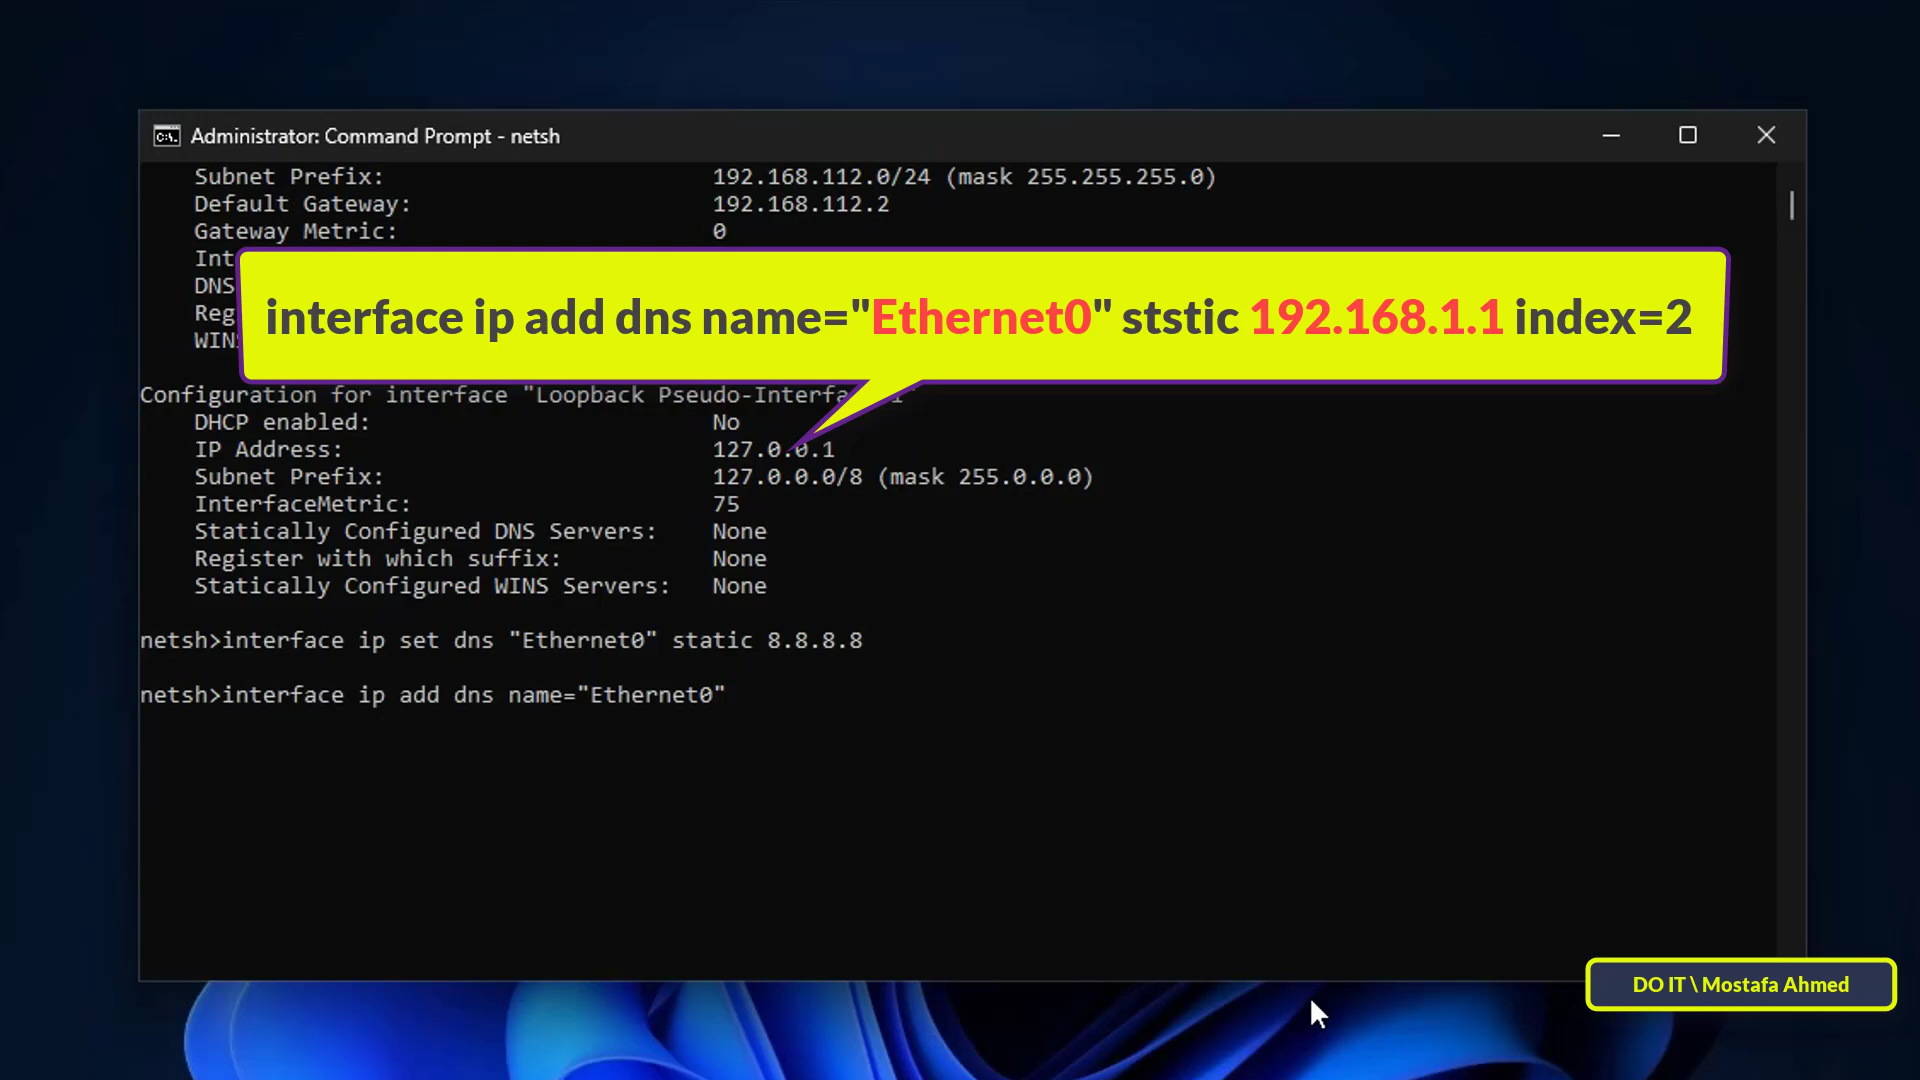 Administrator: Command Prompt - netsh
Subnet Prefix: 192.168.112.0/24 (mask 255.255.255.0)
Default Gateway: 192.168.112.2
Gateway Metric: 0
Int
DNS
Reg
WIN
interface ip add dns name="Ethernet0" ststic 192.168.1.1 index=2
Configuration for interface "Loopback Pseudo-Interfa
DHCP enabled: No
IP Address: 127.0.0.1
Subnet Prefix: 127.0.0.0/8 (mask 255.0.0.0)
InterfaceMetric: 75
Statically Configured DNS Servers: None
Register with which suffix: None
Statically Configured WINS Servers: None
netsh>interface ip set dns "Ethernet0" static 8.8.8.8
netsh>interface ip add dns name="Ethernet0"
DO IT \ Mostafa Ahmed